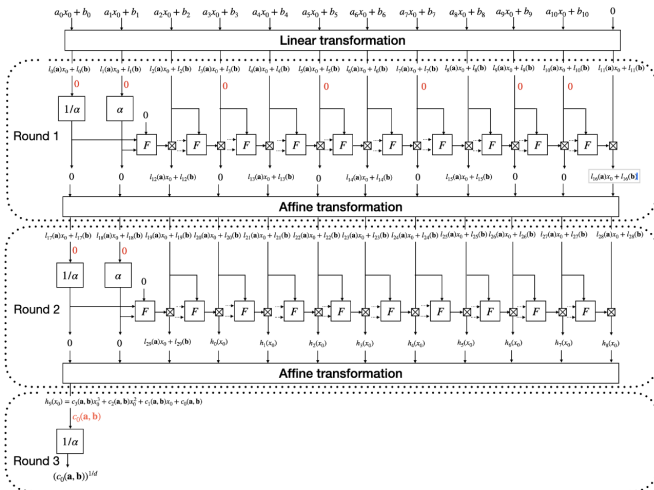 a₀x₀ + b₀ a₁x₀ + b₁ a₂x₀ + b₂ a₃x₀ + b₃ a₄x₀ + b₄ a₅x₀ + b₅ a₆x₀ + b₆ a₇x₀ + b₇ a₈x₀ + b₈ a₉x₀ + b₉ a₁₀x₀ + b₁₀ 0
Linear transformation
l₀(a)x₀ + l₀(b) l₁(a)x₀ + l₁(b) l₂(a)x₀ + l₂(b) l₃(a)x₀ + l₃(b) l₄(a)x₀ + l₄(b) l₅(a)x₀ + l₅(b) l₆(a)x₀ + l₆(b) l₇(a)x₀ + l₇(b) l₈(a)x₀ + l₈(b) l₉(a)x₀ + l₉(b) l₁₀(a)x₀ + l₁₀(b) l₁₁(a)x₀ + l₁₁(b)
0 0 0 0 0 0 0 0
1/α α 0
Round 1
F F F F F F F F F F
0 0 l₁₂(a)x₀ + l₁₂(b) 0 l₁₃(a)x₀ + l₁₃(b) 0 l₁₄(a)x₀ + l₁₄(b) 0 l₁₅(a)x₀ + l₁₅(b) 0 0 l₁₆(a)x₀ + l₁₆(b)
Affine transformation
l₁₇(a)x₀ + l₁₇(b) l₁₈(a)x₀ + l₁₈(b) l₁₉(a)x₀ + l₁₉(b) l₂₀(a)x₀ + l₂₀(b) l₂₁(a)x₀ + l₂₁(b) l₂₂(a)x₀ + l₂₂(b) l₂₃(a)x₀ + l₂₃(b) l₂₄(a)x₀ + l₂₄(b) l₂₅(a)x₀ + l₂₅(b) l₂₆(a)x₀ + l₂₆(b) l₂₇(a)x₀ + l₂₇(b) l₂₈(a)x₀ + l₂₈(b)
0 0
1/α α 0
Round 2
F F F F F F F F F F
0 0 l₂₉(a)x₀ + l₂₉(b) h₀(x₀) h₁(x₀) h₂(x₀) h₃(x₀) h₄(x₀) h₅(x₀) h₆(x₀) h₇(x₀) h₈(x₀)
Affine transformation
h₉(x₀) = c₃(a, b)x₀³ + c₂(a, b)x₀² + c₁(a, b)x₀ + c₀(a, b)
c₀(a, b)
1/α
Round 3
(c₀(a, b))¹ᐟᵈ